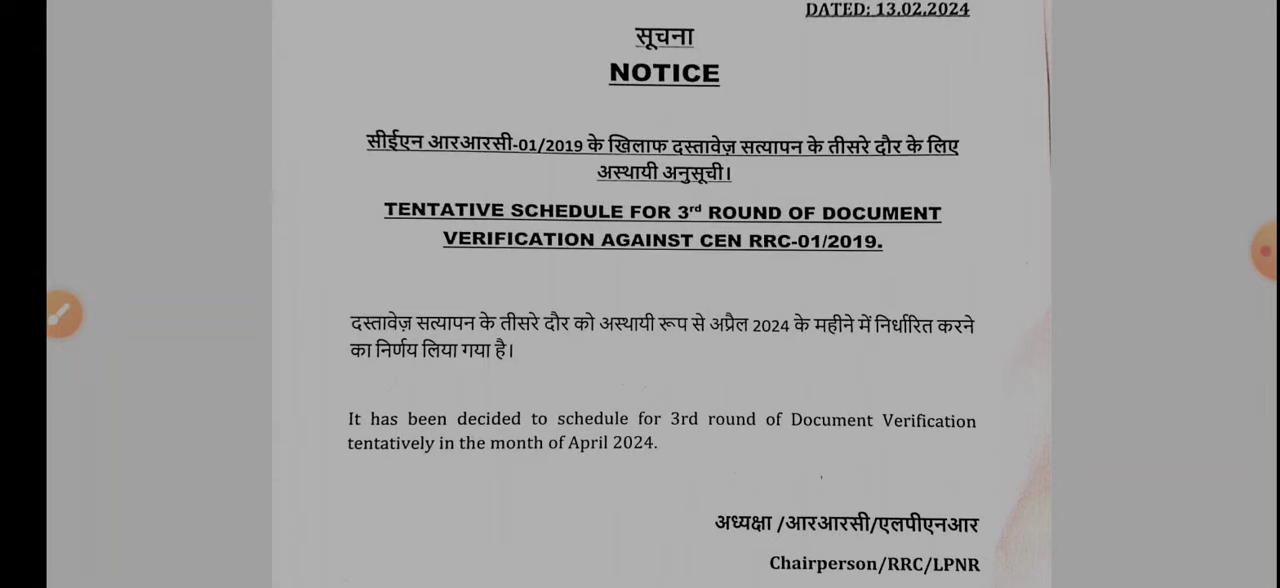 DATED: 13.02.2024
सूचना
NOTICE
सीईएन आरआरसी-01/2019 के खिलाफ दस्तावेज़ सत्यापन के तीसरे दौर के लिए
अस्थायी अनुसूची।
TENTATIVE SCHEDULE FOR 3rd ROUND OF DOCUMENT
VERIFICATION AGAINST CEN RRC-01/2019.
दस्तावेज़ सत्यापन के तीसरे दौर को अस्थायी रूप से अप्रैल 2024 के महीने में निर्धारित करने
का निर्णय लिया गया है।
It has been decided to schedule for 3rd round of Document Verification
tentatively in the month of April 2024.
अध्यक्षा /आरआरसी/एलपीएनआर
Chairperson/RRC/LPNR